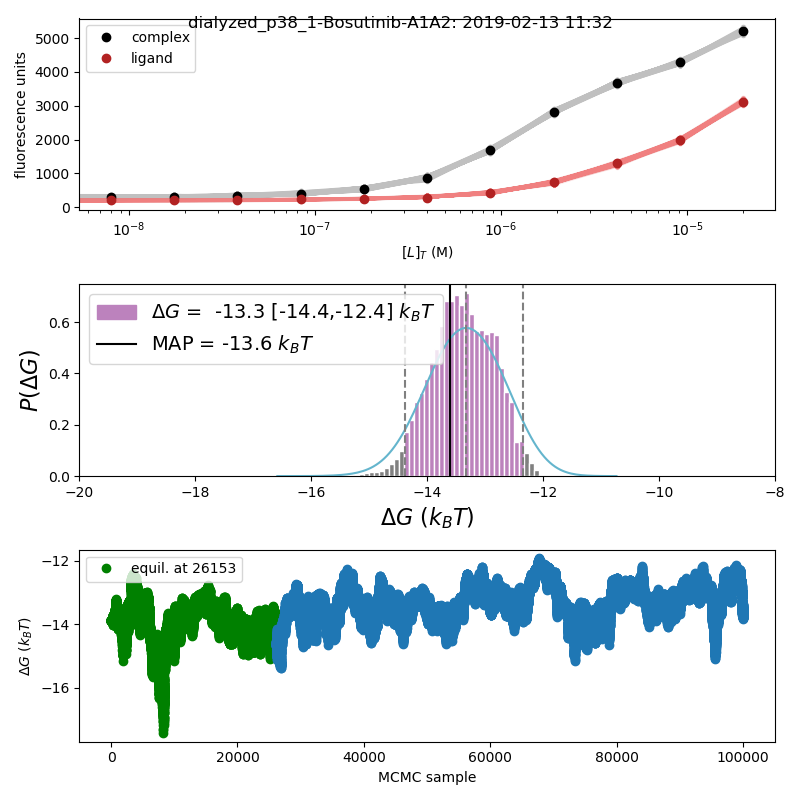 dialyzed_p38_1-Bosutinib-A1A2: 2019-02-13 11:32
complex
ligand
fluorescence units
5000
4000
3000
2000
1000
0
10⁻⁸
10⁻⁷
10⁻⁶
10⁻⁵
[L]_T (M)
ΔG = -13.3 [-14.4,-12.4] k_BT
MAP = -13.6 k_BT
P(ΔG)
0.6
0.4
0.2
0.0
−20
−18
−16
−14
−12
−10
−8
ΔG (k_BT)
equil. at 26153
ΔG (k_BT)
−12
−14
−16
0
20000
40000
60000
80000
100000
MCMC sample